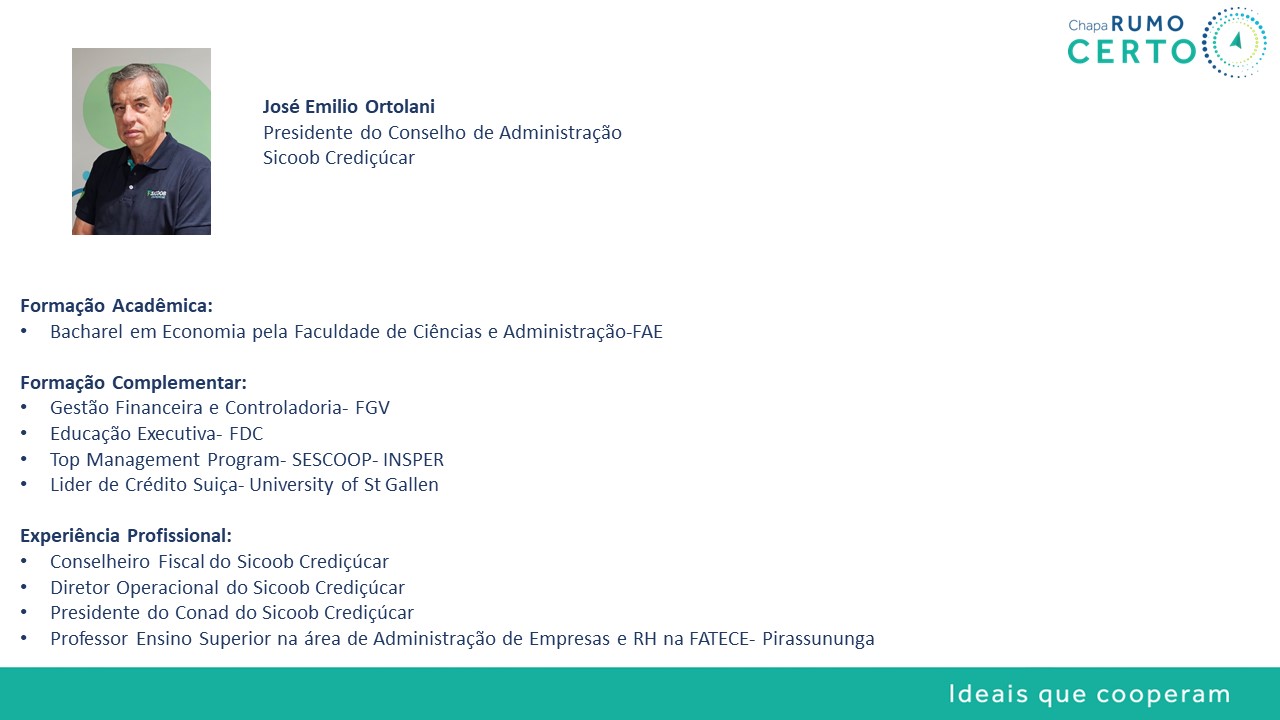 Chapa RUMO
CERTO
José Emilio Ortolani
Presidente do Conselho de Administração
Sicoob Crediçúcar
SICOOB
Formação Acadêmica:
• Bacharel em Economia pela Faculdade de Ciências e Administração-FAE
Formação Complementar:
• Gestão Financeira e Controladoria- FGV
• Educação Executiva- FDC
• Top Management Program- SESCOOP- INSPER
• Lider de Crédito Suiça- University of St Gallen
Experiência Profissional:
• Conselheiro Fiscal do Sicoob Crediçúcar
• Diretor Operacional do Sicoob Crediçúcar
• Presidente do Conad do Sicoob Crediçúcar
• Professor Ensino Superior na área de Administração de Empresas e RH na FATECE- Pirassununga
Ideais que cooperam